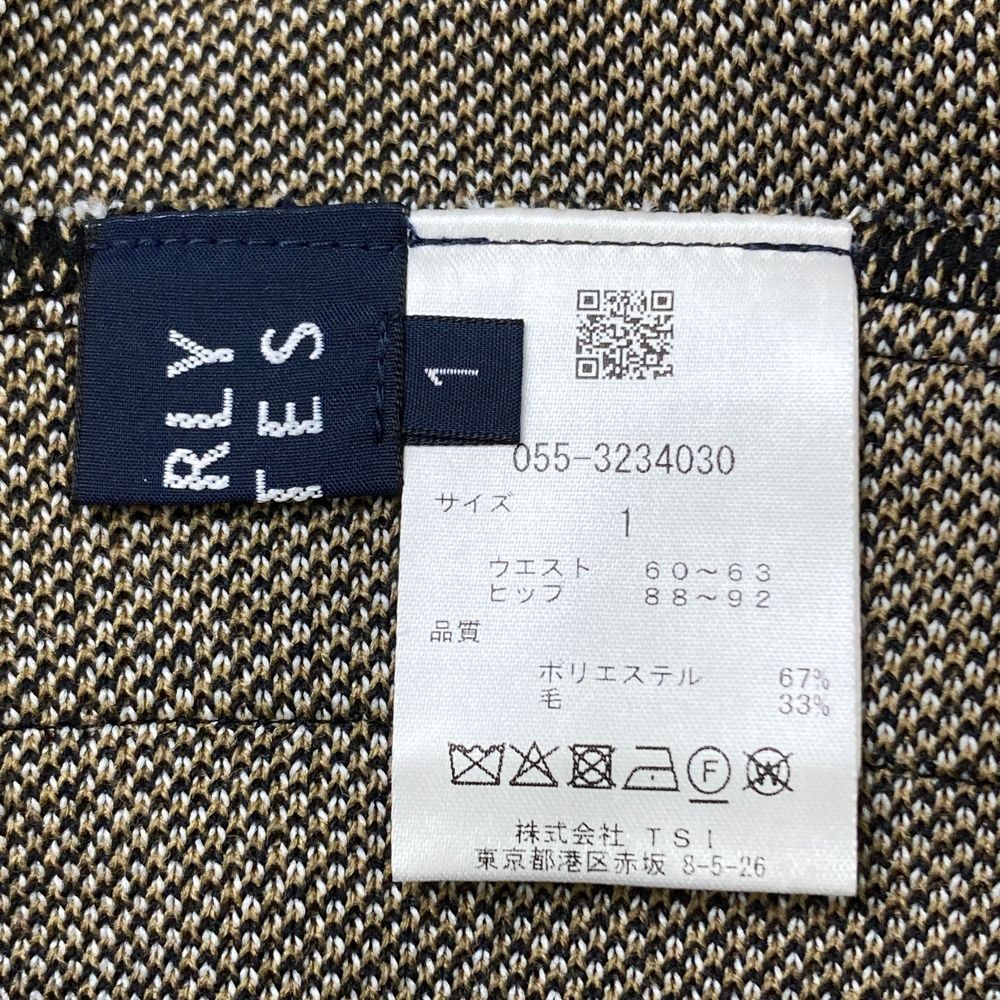 RLY
TES
1
055-3234030
サイズ
1
ウエスト 60~63
ヒップ 88~92
品質
ポリエステル 67%
毛 33%
F
W
株式会社 TSI
東京都港区赤坂 8-5-26